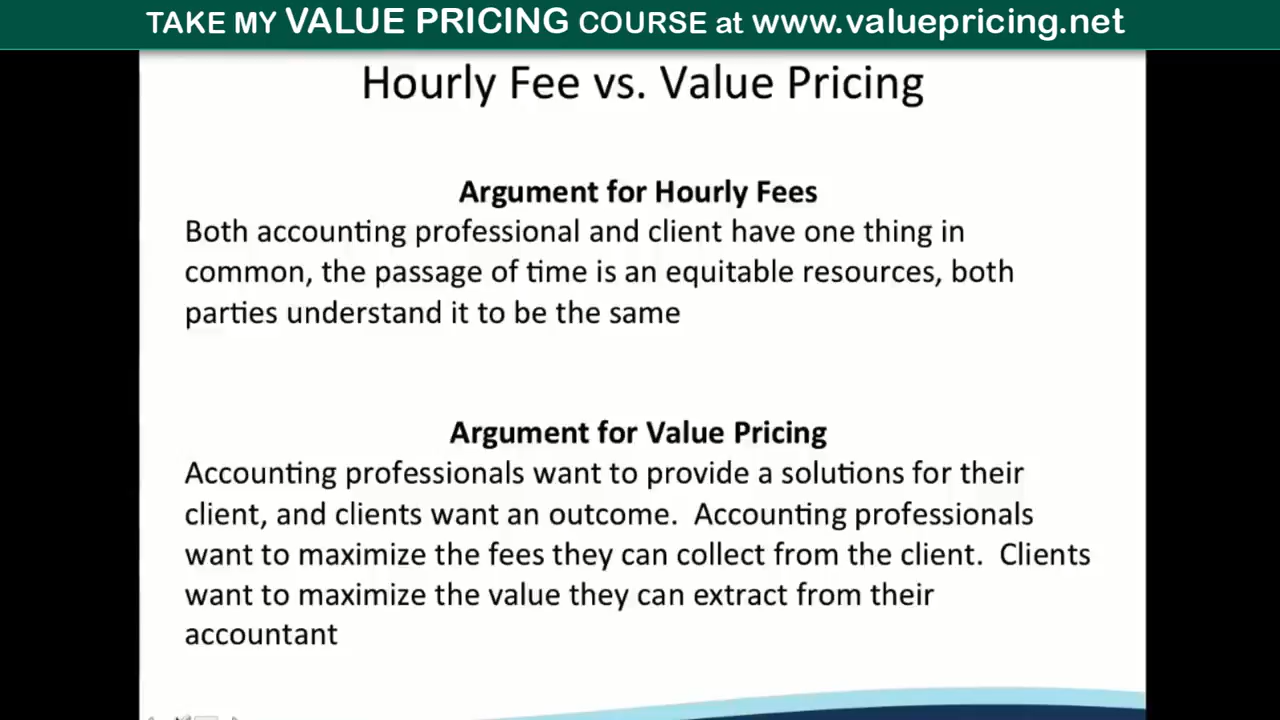 TAKE MY VALUE PRICING COURSE at www.valuepricing.net
Hourly Fee vs. Value Pricing
Argument for Hourly Fees
Both accounting professional and client have one thing in
common, the passage of time is an equitable resources, both
parties understand it to be the same
Argument for Value Pricing
Accounting professionals want to provide a solutions for their
client, and clients want an outcome.  Accounting professionals
want to maximize the fees they can collect from the client.  Clients
want to maximize the value they can extract from their
accountant